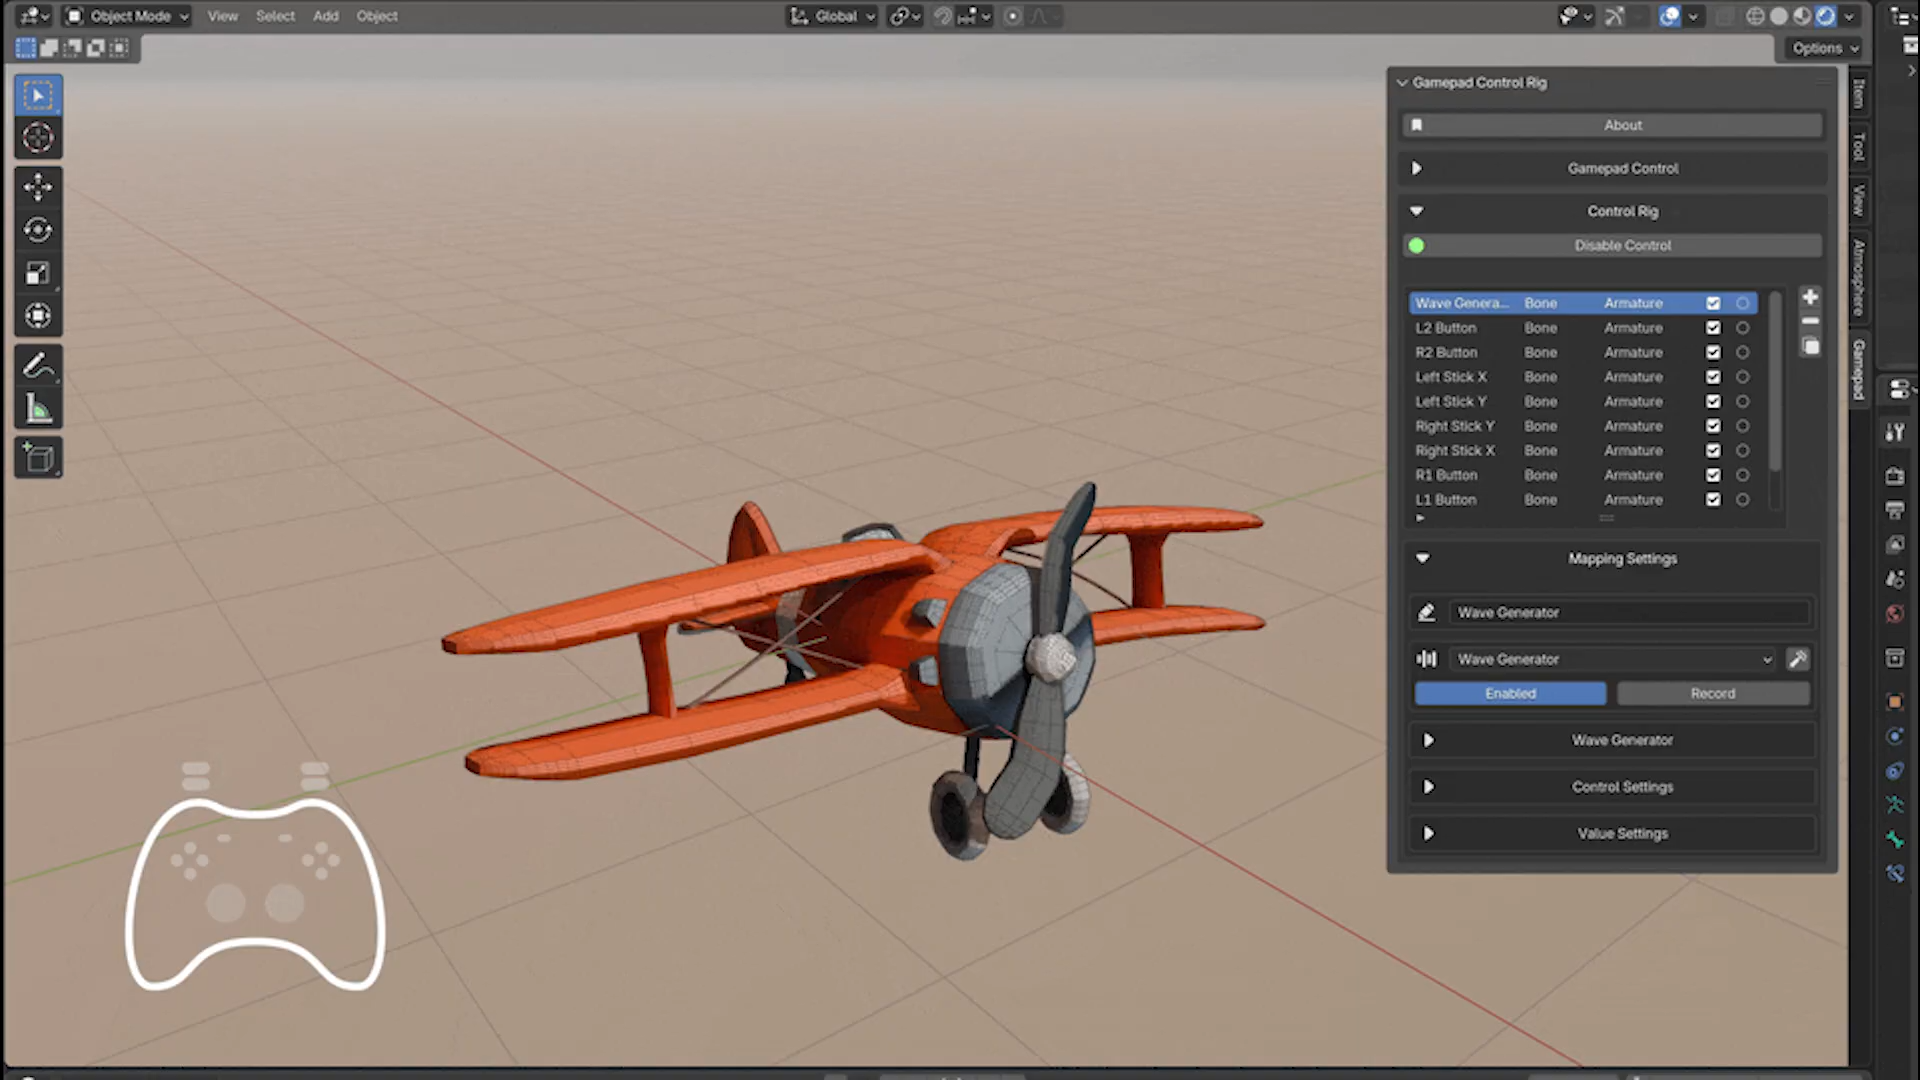 Object Mode View Select Add Object Global
Options
Gamepad Control Rig
About
Gamepad Control
Control Rig
Disable Control
Wave Genera... Bone Armature
L2 Button Bone Armature
R2 Button Bone Armature
Left Stick X Bone Armature
Left Stick Y Bone Armature
Right Stick Y Bone Armature
Right Stick X Bone Armature
R1 Button Bone Armature
L1 Button Bone Armature
Mapping Settings
Wave Generator
Wave Generator
Enabled Record
Wave Generator
Control Settings
Value Settings
Item
Tool
View
Atmosphere
Gamepad